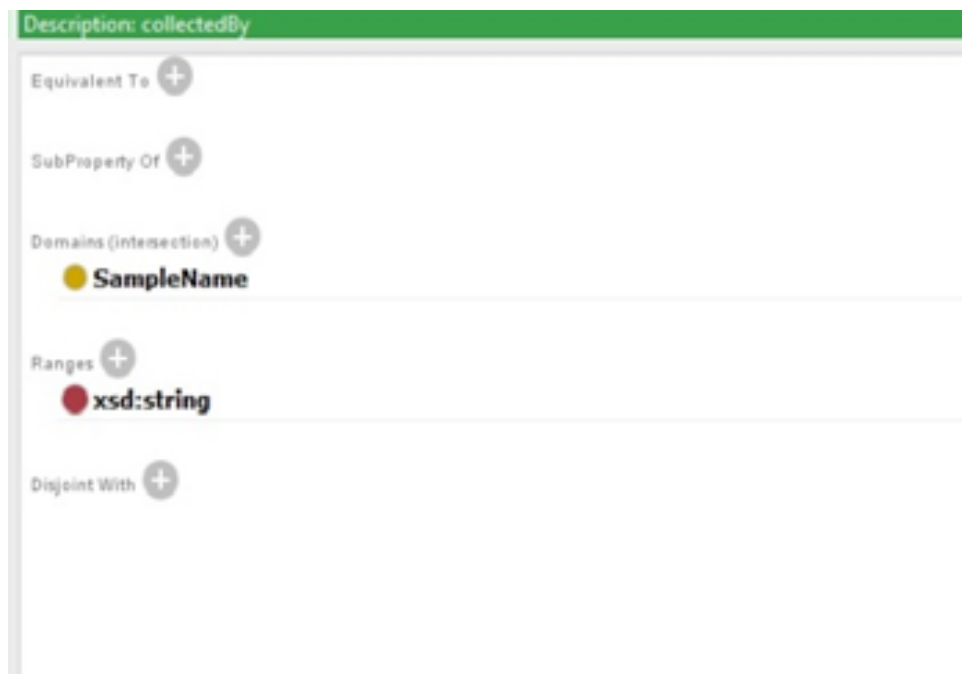 Description: collectedBy
Equivalent To
SubProperty Of
Domains (intersection)
SampleName
Ranges
xsd:string
Disjoint With